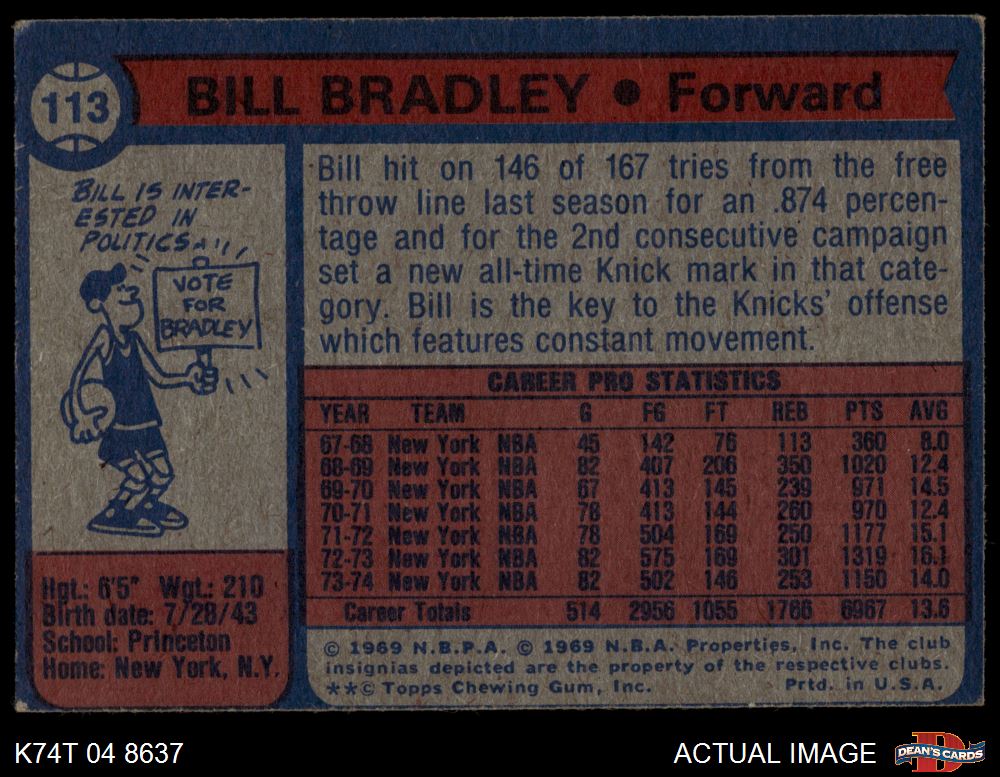 113
BILL BRADLEY ● Forward
BILL IS INTER-
ESTED IN
POLITICS...
VOTE
FOR
BRADLEY
Hgt.: 6'5" Wgt.: 210
Birth date: 7/28/43
School: Princeton
Home: New York, N.Y.
Bill hit on 146 of 167 tries from the free
throw line last season for an .874 percen-
tage and for the 2nd consecutive campaign
set a new all-time Knick mark in that cate-
gory. Bill is the key to the Knicks' offense
which features constant movement.
CAREER PRO STATISTICS
YEAR TEAM G FG FT REB PTS AVG
67-68 New York NBA 45 142 76 113 360 8.0
68-69 New York NBA 82 407 206 350 1020 12.4
69-70 New York NBA 67 413 145 239 971 14.5
70-71 New York NBA 78 413 144 260 970 12.4
71-72 New York NBA 78 504 169 250 1177 15.1
72-73 New York NBA 82 575 169 301 1319 16.1
73-74 New York NBA 82 502 146 253 1150 14.0
Career Totals 514 2956 1055 1766 6967 13.6
© 1969 N.B.P.A. © 1969 N.B.A. Properties, Inc. The club
insignias depicted are the property of the respective clubs.
**© Topps Chewing Gum, Inc. Prtd. in U.S.A.
K74T 04 8637
ACTUAL IMAGE
DEAN'S CARDS